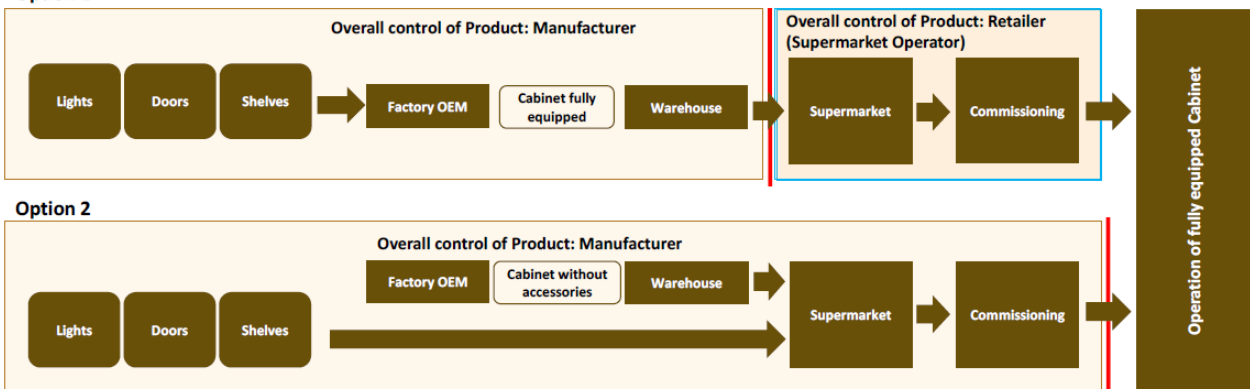 Overall control of Product: Manufacturer
Overall control of Product: Retailer
(Supermarket Operator)
Lights
Doors
Shelves
Factory OEM
Cabinet fully
equipped
Warehouse
Supermarket
Commissioning
Operation of fully equipped Cabinet
Option 2
Overall control of Product: Manufacturer
Factory OEM
Cabinet without
accessories
Warehouse
Lights
Doors
Shelves
Supermarket
Commissioning